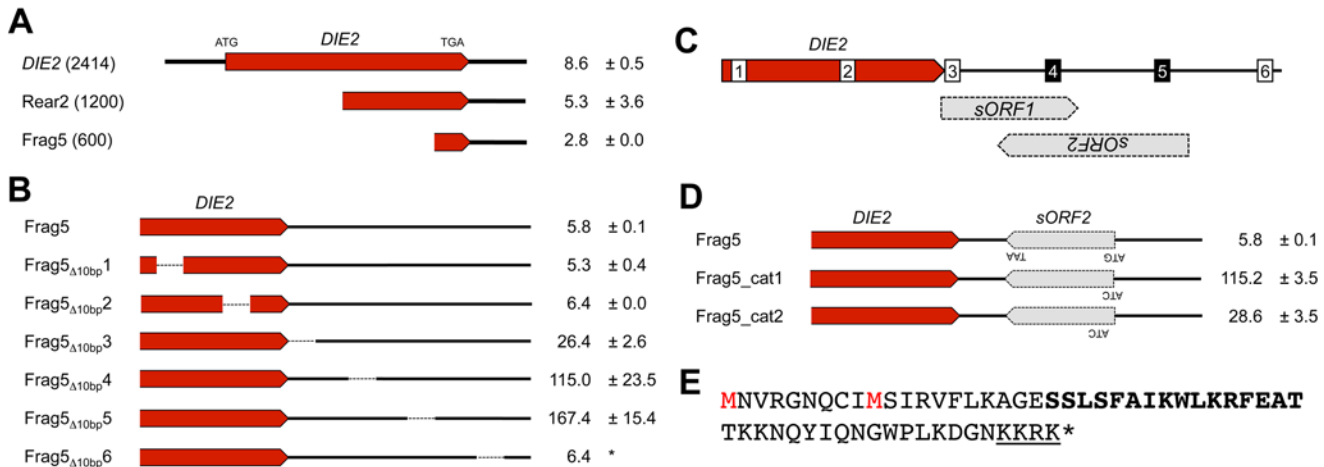 A
ATG DIE2 TGA
DIE2 (2414) 8.6 ± 0.5
Rear2 (1200) 5.3 ± 3.6
Frag5 (600) 2.8 ± 0.0
B
DIE2
Frag5 5.8 ± 0.1
Frag5Δ10bp1 5.3 ± 0.4
Frag5Δ10bp2 6.4 ± 0.0
Frag5Δ10bp3 26.4 ± 2.6
Frag5Δ10bp4 115.0 ± 23.5
Frag5Δ10bp5 167.4 ± 15.4
Frag5Δ10bp6 6.4 *
C
DIE2
1 2 3 4 5 6
sORF1
sORF2
D
DIE2 sORF2
Frag5 5.8 ± 0.1
TAA ATG
Frag5_cat1 115.2 ± 3.5
ATC
Frag5_cat2 28.6 ± 3.5
ATC
E
MNVRGNQCIMSIRVFLKAGESSLSFAIKWLKRFEAT
TKKNQYIQNGWPLKDGNKKRK*